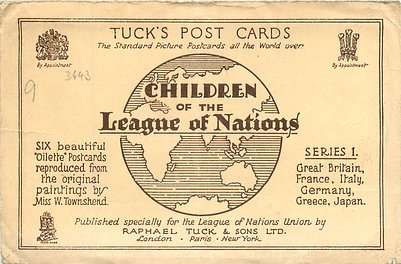 TUCK'S POST CARDS
The Standard Picture Postcards all the World over
By Appointment
By Appointment
3643
9
CHILDREN
OF THE
League of Nations
SIX beautiful
"Oilette" Postcards
reproduced from
the original
paintings by
Miss W. Townshend.
SERIES 1.
Great Britain,
France, Italy,
Germany,
Greece, Japan.
Published specially for the League of Nations Union by
RAPHAEL TUCK & SONS LTD.
London · Paris · New York.